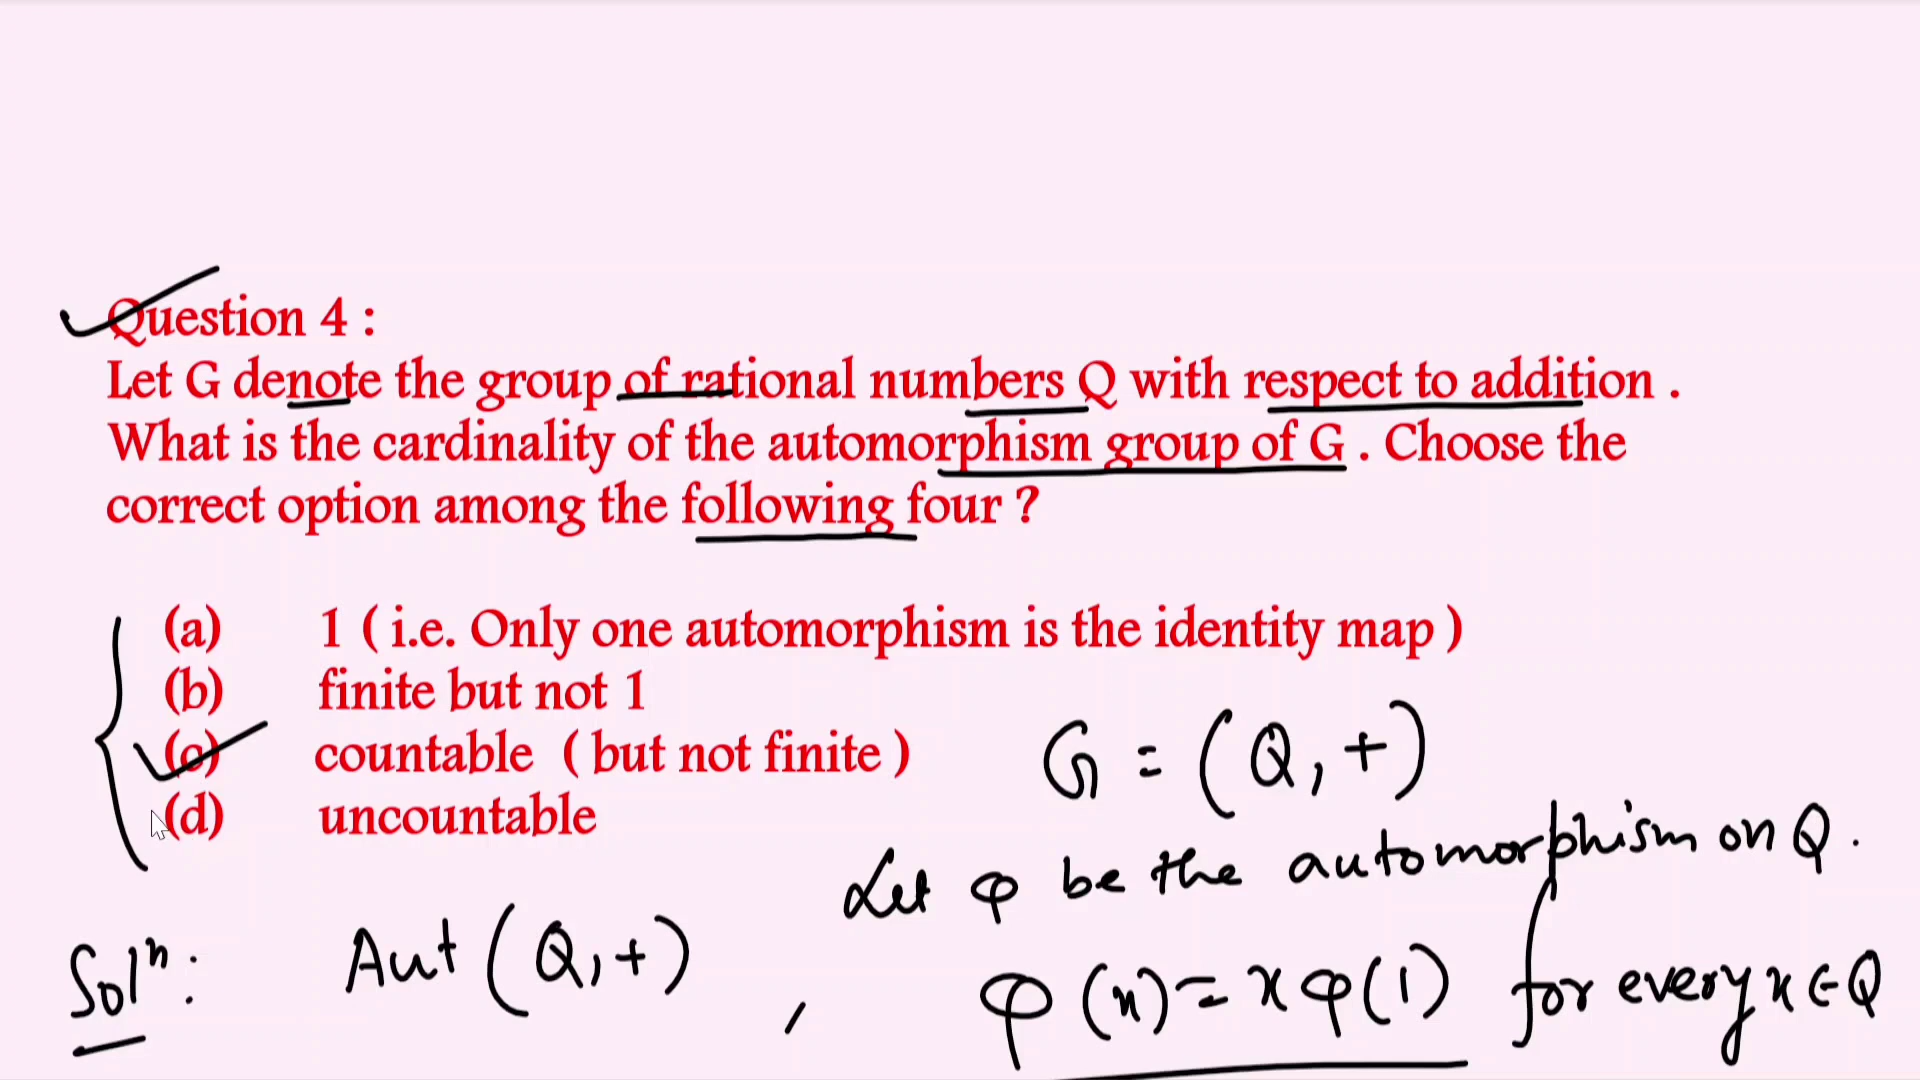 Question 4 :
Let G denote the group of rational numbers Q with respect to addition .
What is the cardinality of the automorphism group of G . Choose the
correct option among the following four ?
(a) 1 ( i.e. Only one automorphism is the identity map )
(b) finite but not 1
(c) countable ( but not finite )
(d) uncountable
G = (Q, +)
Let φ be the automorphism on Q.
Solⁿ: Aut (Q, +) , φ(x) = x φ(1) for every x ∈ Q